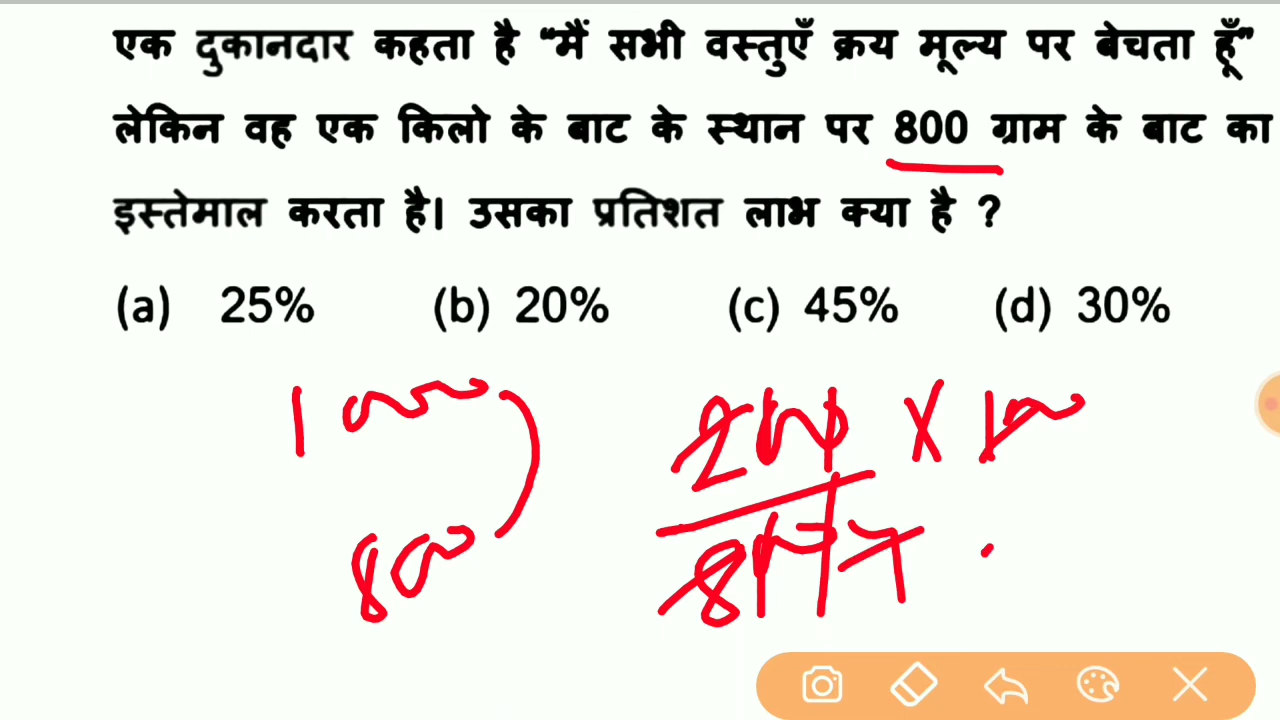 एक दुकानदार कहता है “मैं सभी वस्तुएँ क्रय मूल्य पर बेचता हूँ”
लेकिन वह एक किलो के बाट के स्थान पर 800 ग्राम के बाट का
इस्तेमाल करता है। उसका प्रतिशत लाभ क्या है ?
(a) 25% (b) 20% (c) 45% (d) 30%
1000
800
200 × 100
800 4